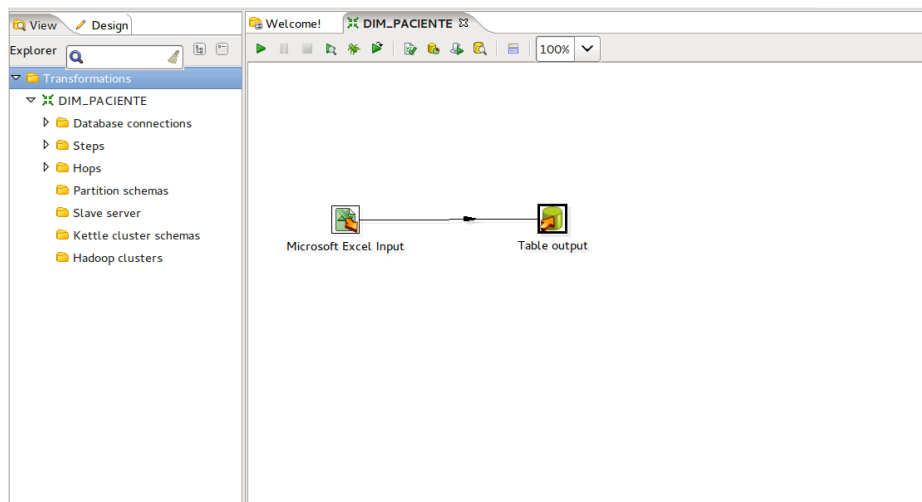 View
Design
Welcome!
DIM_PACIENTE
Explorer
100%
Transformations
DIM_PACIENTE
Database connections
Steps
Hops
Partition schemas
Slave server
Kettle cluster schemas
Hadoop clusters
Microsoft Excel Input
Table output